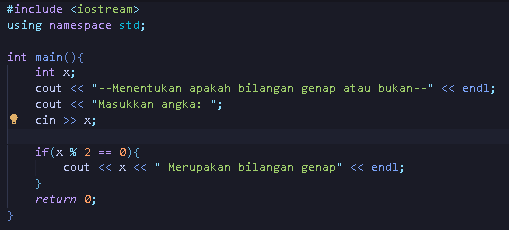 #include <iostream>
using namespace std;
int main(){
int x;
cout << "--Menentukan apakah bilangan genap atau bukan--" << endl;
cout << "Masukkan angka: ";
cin >> x;
if(x % 2 == 0){
cout << x << " Merupakan bilangan genap" << endl;
}
return 0;
}